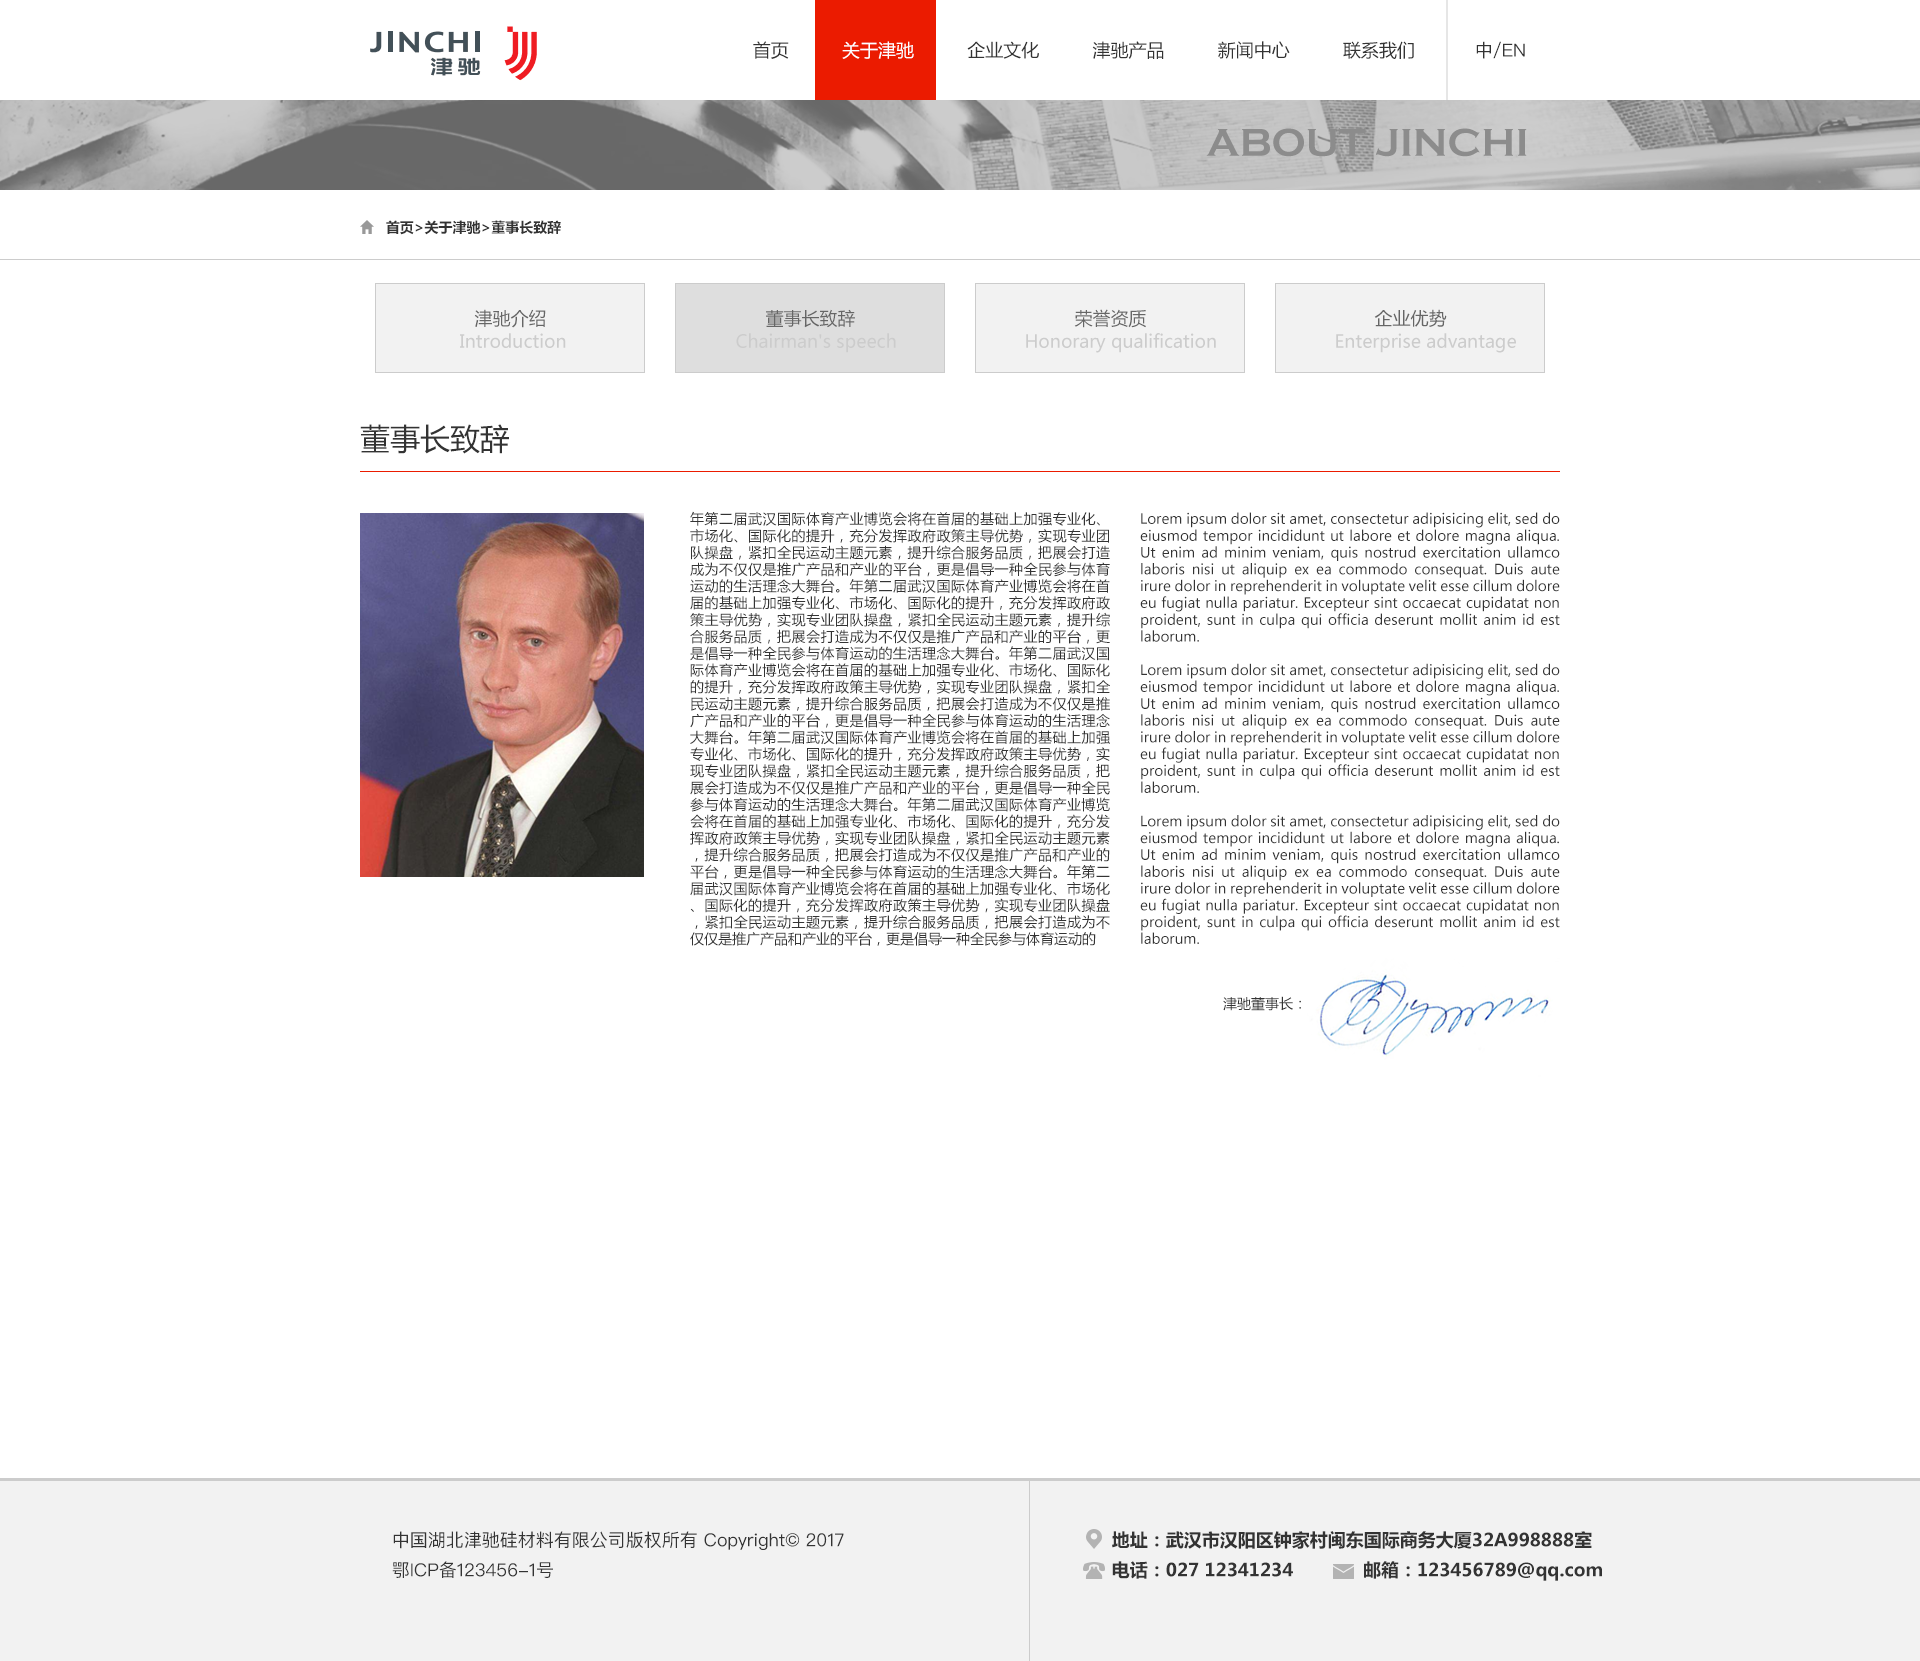 JINCHI
津驰
首页 关于津驰 企业文化 津驰产品 新闻中心 联系我们 中/EN
ABOUT JINCHI
首页>关于津驰>董事长致辞
津驰介绍
Introduction
董事长致辞
Chairman's speech
荣誉资质
Honorary qualification
企业优势
Enterprise advantage
董事长致辞
年第二届武汉国际体育产业博览会将在首届的基础上加强专业化、
市场化、国际化的提升，充分发挥政府政策主导优势，实现专业团
队操盘，紧扣全民运动主题元素，提升综合服务品质，把展会打造
成为不仅仅是推广产品和产业的平台，更是倡导一种全民参与体育
运动的生活理念大舞台。年第二届武汉国际体育产业博览会将在首
届的基础上加强专业化、市场化、国际化的提升，充分发挥政府政
策主导优势，实现专业团队操盘，紧扣全民运动主题元素，提升综
合服务品质，把展会打造成为不仅仅是推广产品和产业的平台，更
是倡导一种全民参与体育运动的生活理念大舞台。年第二届武汉国
际体育产业博览会将在首届的基础上加强专业化、市场化、国际化
的提升，充分发挥政府政策主导优势，实现专业团队操盘，紧扣全
民运动主题元素，提升综合服务品质，把展会打造成为不仅仅是推
广产品和产业的平台，更是倡导一种全民参与体育运动的生活理念
大舞台。年第二届武汉国际体育产业博览会将在首届的基础上加强
专业化、市场化、国际化的提升，充分发挥政府政策主导优势，实
现专业团队操盘，紧扣全民运动主题元素，提升综合服务品质，把
展会打造成为不仅仅是推广产品和产业的平台，更是倡导一种全民
参与体育运动的生活理念大舞台。年第二届武汉国际体育产业博览
会将在首届的基础上加强专业化、市场化、国际化的提升，充分发
挥政府政策主导优势，实现专业团队操盘，紧扣全民运动主题元素
，提升综合服务品质，把展会打造成为不仅仅是推广产品和产业的
平台，更是倡导一种全民参与体育运动的生活理念大舞台。年第二
届武汉国际体育产业博览会将在首届的基础上加强专业化、市场化
、国际化的提升，充分发挥政府政策主导优势，实现专业团队操盘
，紧扣全民运动主题元素，提升综合服务品质，把展会打造成为不
仅仅是推广产品和产业的平台，更是倡导一种全民参与体育运动的
Lorem ipsum dolor sit amet, consectetur adipisicing elit, sed do
eiusmod tempor incididunt ut labore et dolore magna aliqua.
Ut enim ad minim veniam, quis nostrud exercitation ullamco
laboris nisi ut aliquip ex ea commodo consequat. Duis aute
irure dolor in reprehenderit in voluptate velit esse cillum dolore
eu fugiat nulla pariatur. Excepteur sint occaecat cupidatat non
proident, sunt in culpa qui officia deserunt mollit anim id est
laborum.
Lorem ipsum dolor sit amet, consectetur adipisicing elit, sed do
eiusmod tempor incididunt ut labore et dolore magna aliqua.
Ut enim ad minim veniam, quis nostrud exercitation ullamco
laboris nisi ut aliquip ex ea commodo consequat. Duis aute
irure dolor in reprehenderit in voluptate velit esse cillum dolore
eu fugiat nulla pariatur. Excepteur sint occaecat cupidatat non
proident, sunt in culpa qui officia deserunt mollit anim id est
laborum.
Lorem ipsum dolor sit amet, consectetur adipisicing elit, sed do
eiusmod tempor incididunt ut labore et dolore magna aliqua.
Ut enim ad minim veniam, quis nostrud exercitation ullamco
laboris nisi ut aliquip ex ea commodo consequat. Duis aute
irure dolor in reprehenderit in voluptate velit esse cillum dolore
eu fugiat nulla pariatur. Excepteur sint occaecat cupidatat non
proident, sunt in culpa qui officia deserunt mollit anim id est
laborum.
津驰董事长：
中国湖北津驰硅材料有限公司版权所有 Copyright© 2017
鄂ICP备123456-1号
地址：武汉市汉阳区钟家村闽东国际商务大厦32A998888室
电话：027 12341234 邮箱：123456789@qq.com